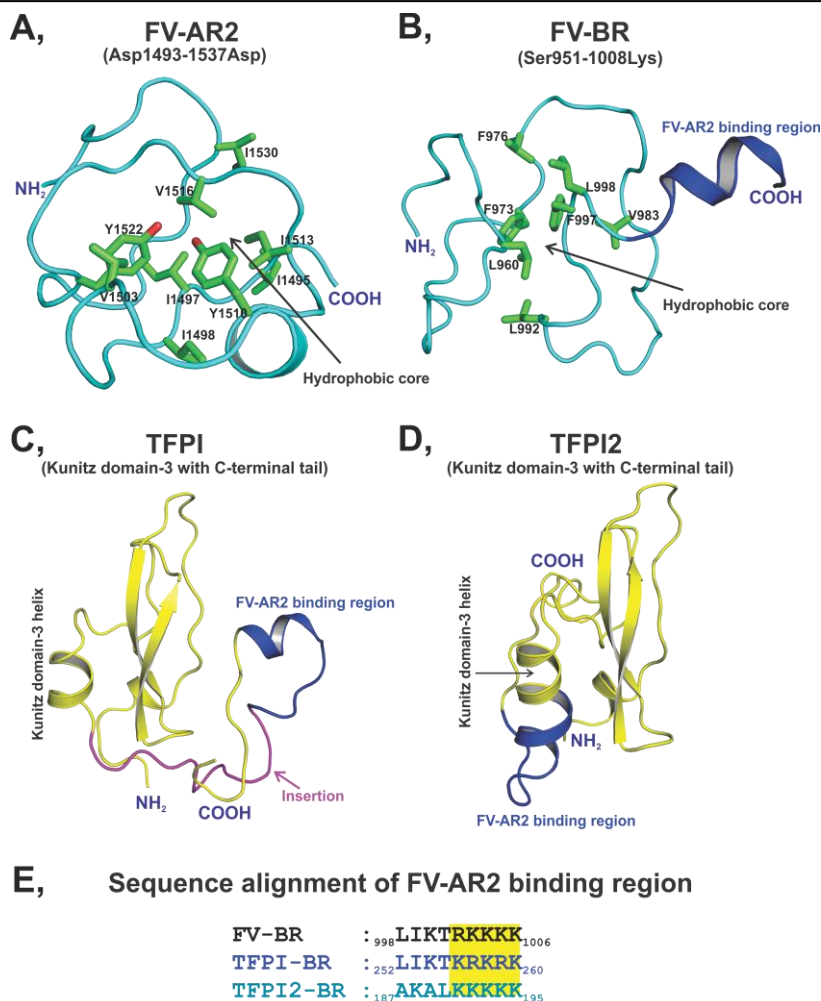 A, FV-AR2
(Asp1493-1537Asp)
I1530
NH2
V1516
Y1522
I1513
I1495
V1503
I1497
Y1510
COOH
I1498
Hydrophobic core
B, FV-BR
(Ser951-1008Lys)
F976
FV-AR2 binding region
L998
COOH
F973
F997
V983
NH2
L960
Hydrophobic core
L992
C, TFPI
(Kunitz domain-3 with C-terminal tail)
Kunitz domain-3 helix
FV-AR2 binding region
NH2
COOH
Insertion
D, TFPI2
(Kunitz domain-3 with C-terminal tail)
COOH
Kunitz domain-3 helix
NH2
FV-AR2 binding region
E, Sequence alignment of FV-AR2 binding region
FV-BR :998LIKTRKKKK1006
TFPI-BR :252LIKTKRKRK260
TFPI2-BR :187AKALKKKKK195